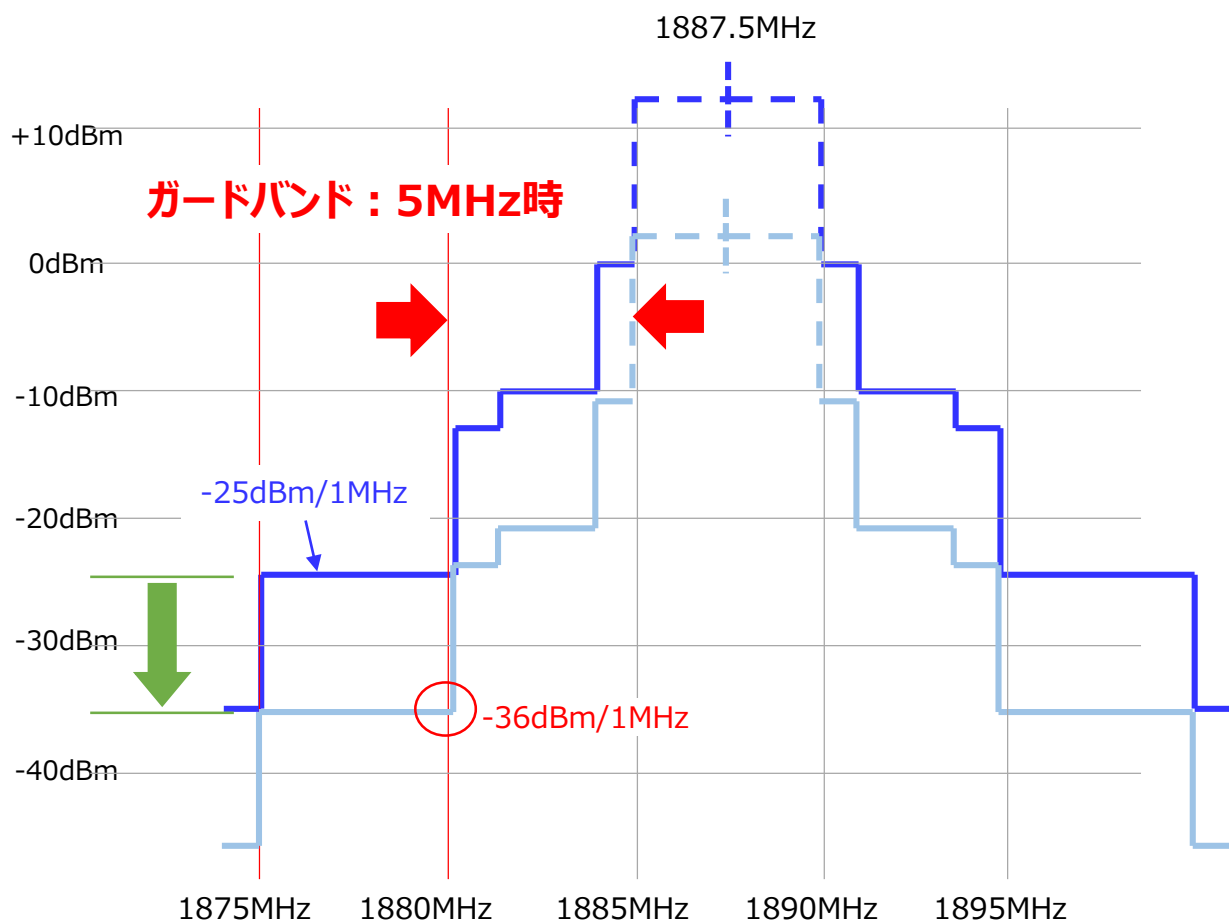 1887.5MHz
+10dBm
ガードバンド：5MHz時
0dBm
-10dBm
-25dBm/1MHz
-20dBm
-30dBm
-36dBm/1MHz
-40dBm
1875MHz 1880MHz 1885MHz 1890MHz 1895MHz